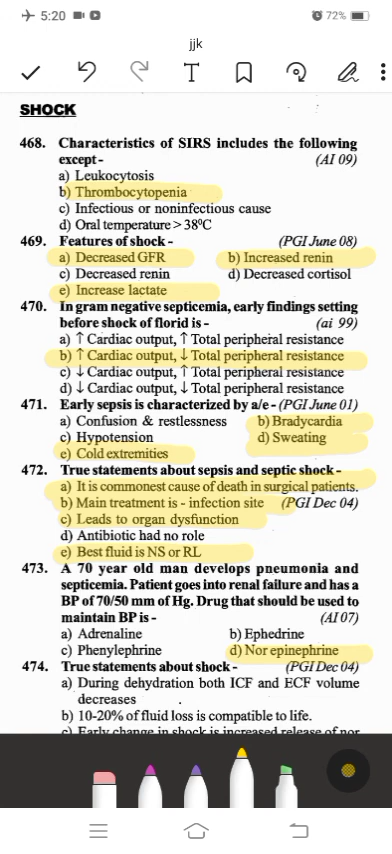 5:20
72%
jjk
T
SHOCK
468. Characteristics of SIRS includes the following
except - (AI 09)
a) Leukocytosis
b) Thrombocytopenia
c) Infectious or noninfectious cause
d) Oral temperature > 38°C
469. Features of shock - (PGI June 08)
a) Decreased GFR b) Increased renin
c) Decreased renin d) Decreased cortisol
e) Increase lactate
470. In gram negative septicemia, early findings setting
before shock of florid is - (ai 99)
a) ↑ Cardiac output, ↑ Total peripheral resistance
b) ↑ Cardiac output, ↓ Total peripheral resistance
c) ↓ Cardiac output, ↑ Total peripheral resistance
d) ↓ Cardiac output, ↓ Total peripheral resistance
471. Early sepsis is characterized by a/e - (PGI June 01)
a) Confusion & restlessness b) Bradycardia
c) Hypotension d) Sweating
e) Cold extremities
472. True statements about sepsis and septic shock -
a) It is commonest cause of death in surgical patients.
b) Main treatment is - infection site (PGI Dec 04)
c) Leads to organ dysfunction
d) Antibiotic had no role
e) Best fluid is NS or RL
473. A 70 year old man develops pneumonia and
septicemia. Patient goes into renal failure and has a
BP of 70/50 mm of Hg. Drug that should be used to
maintain BP is - (AI 07)
a) Adrenaline b) Ephedrine
c) Phenylephrine d) Nor epinephrine
474. True statements about shock - (PGI Dec 04)
a) During dehydration both ICF and ECF volume
decreases
b) 10-20% of fluid loss is compatible to life.
c) Early change in shock is increased release of nor